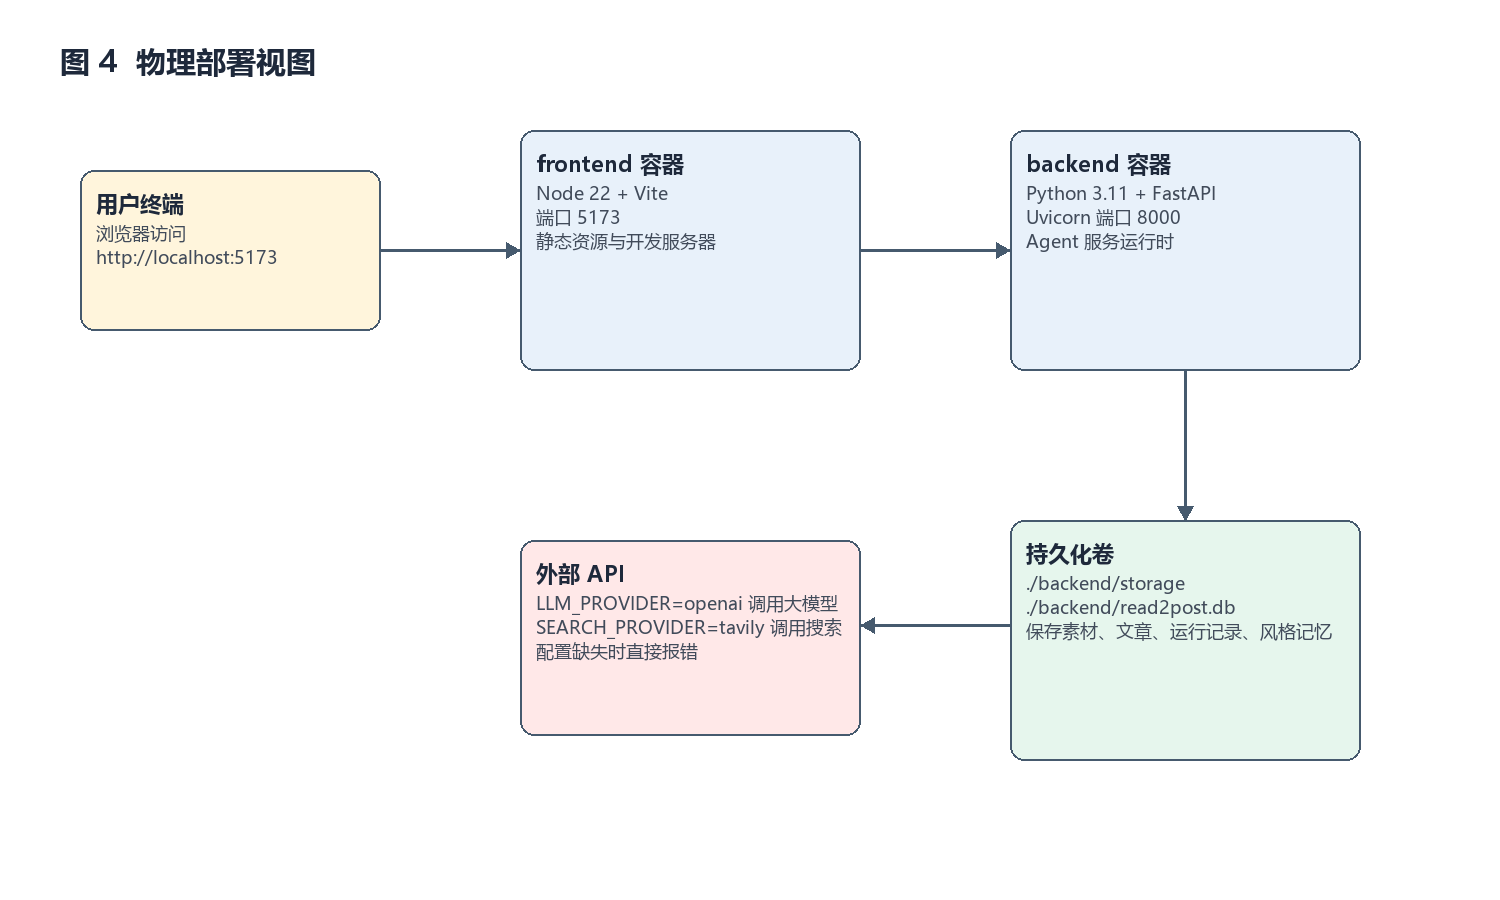 图 4 物理部署视图
用户终端
浏览器访问
http://localhost:5173
frontend 容器
Node 22 + Vite
端口 5173
静态资源与开发服务器
backend 容器
Python 3.11 + FastAPI
Uvicorn 端口 8000
Agent 服务运行时
外部 API
LLM_PROVIDER=openai 调用大模型
SEARCH_PROVIDER=tavily 调用搜索
配置缺失时直接报错
持久化卷
./backend/storage
./backend/read2post.db
保存素材、文章、运行记录、风格记忆